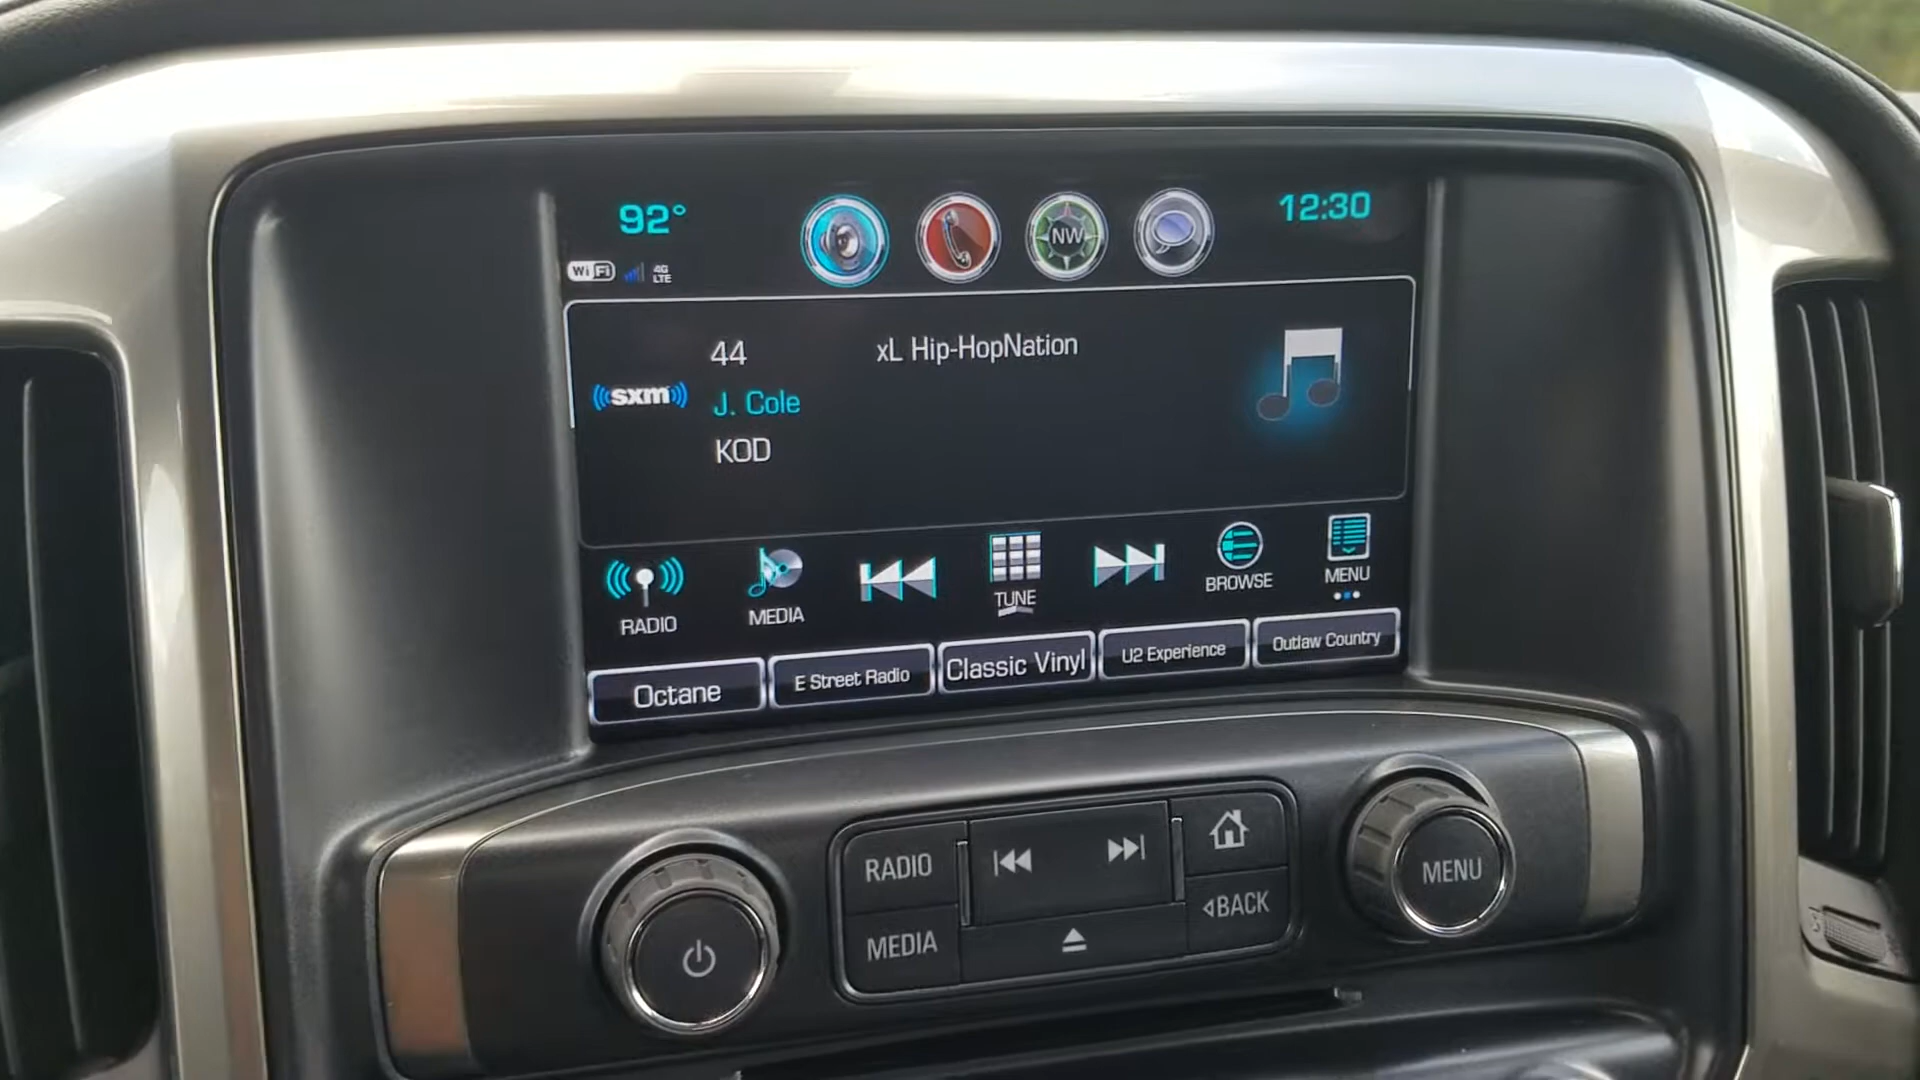 92°
NW
12:30
WiFi
4G
LTE
44
xL Hip-HopNation
sxm
J. Cole
KOD
RADIO
MEDIA
TUNE
BROWSE
MENU
Octane
E Street Radio
Classic Vinyl
U2 Experience
Outlaw Country
RADIO
MEDIA
BACK
MENU